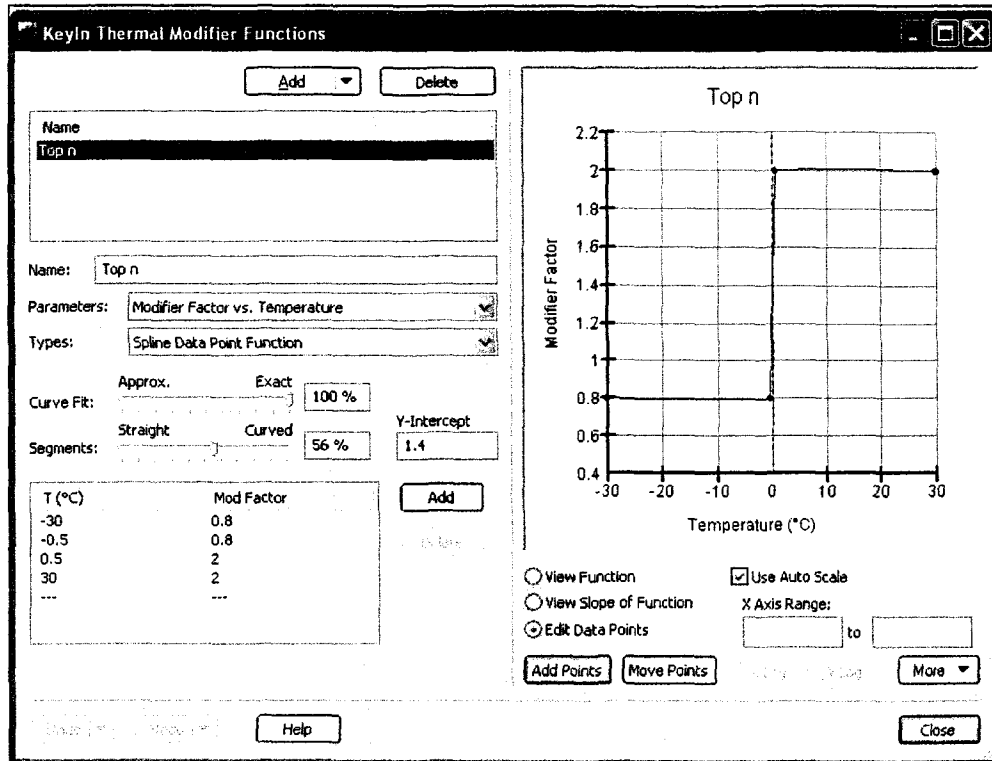 KeyIn Thermal Modifier Functions
Add
Delete
Name
Top n
Name: Top n
Parameters: Modifier Factor vs. Temperature
Types: Spline Data Point Function
Approx. Exact
Curve Fit: 100 %
Straight Curved
Segments: 56 %
Y-Intercept
1.4
T (°C) Mod Factor
-30 0.8
-0.5 0.8
0.5 2
30 2
--- ---
Add
Top n
2.2
2
1.8
1.6
1.4
1.2
1
0.8
0.6
0.4
Modifier Factor
-30 -20 -10 0 10 20 30
Temperature (°C)
View Function
View Slope of Function
Edit Data Points
Use Auto Scale
X Axis Range:
to
Add Points
Move Points
More
Help
Close